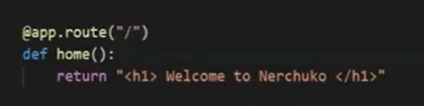 @app.route("/")
def home():
    return "<h1> Welcome to Nerchuko </h1>"